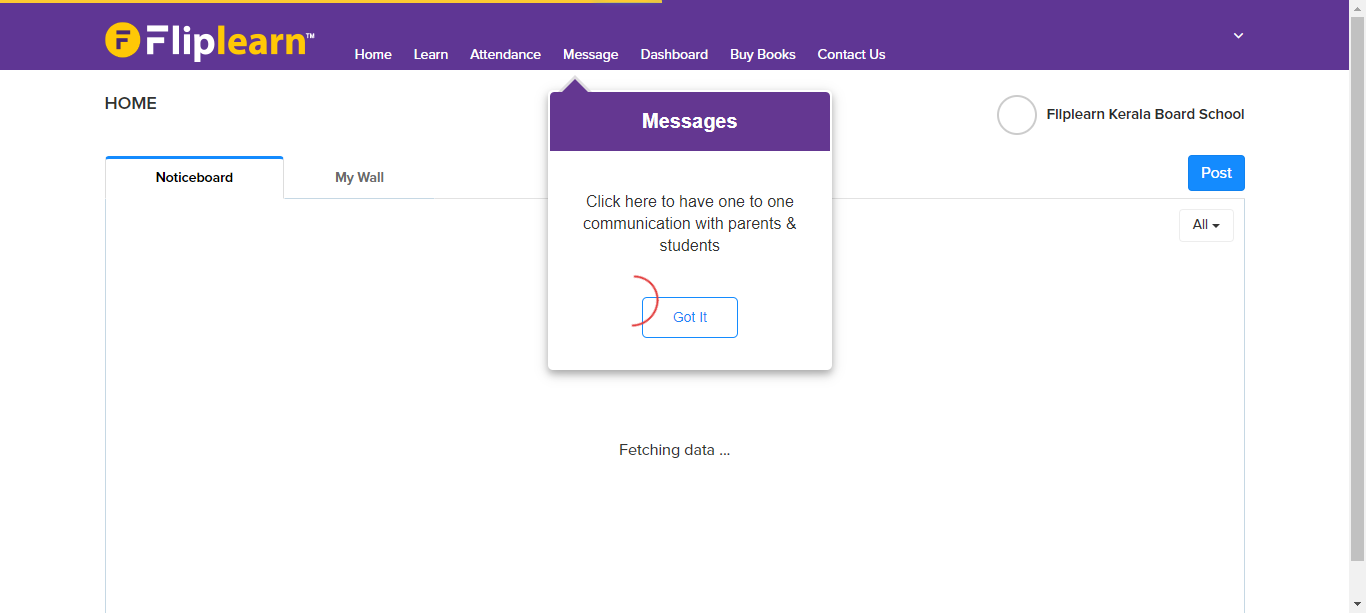 F Fliplearn™
Home Learn Attendance Message Dashboard Buy Books Contact Us
HOME
Fliplearn Kerala Board School
Messages
Noticeboard My Wall
Post
All
Click here to have one to one
communication with parents &
students
Got It
Fetching data ...